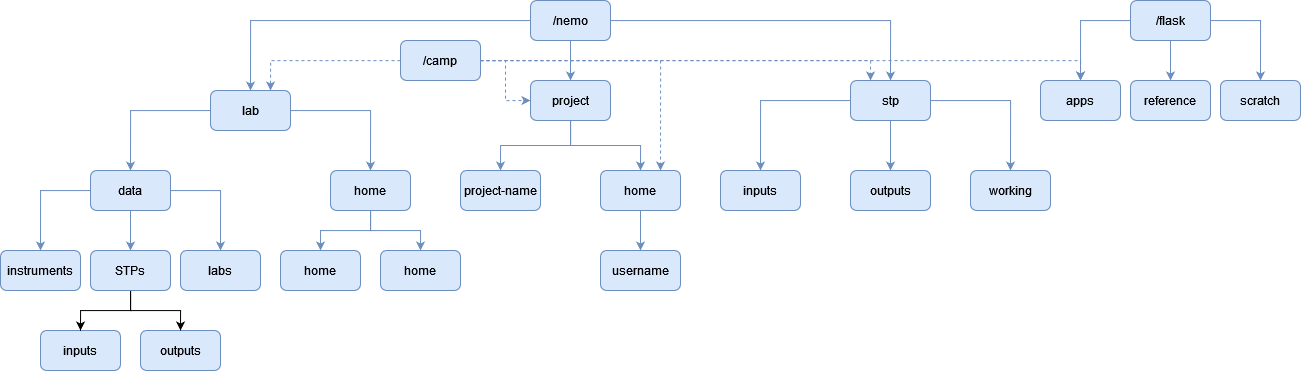 /nemo
/flask
/camp
lab
project
stp
apps
reference
scratch
data
home
project-name
home
inputs
outputs
working
instruments
STPs
labs
home
home
username
inputs
outputs